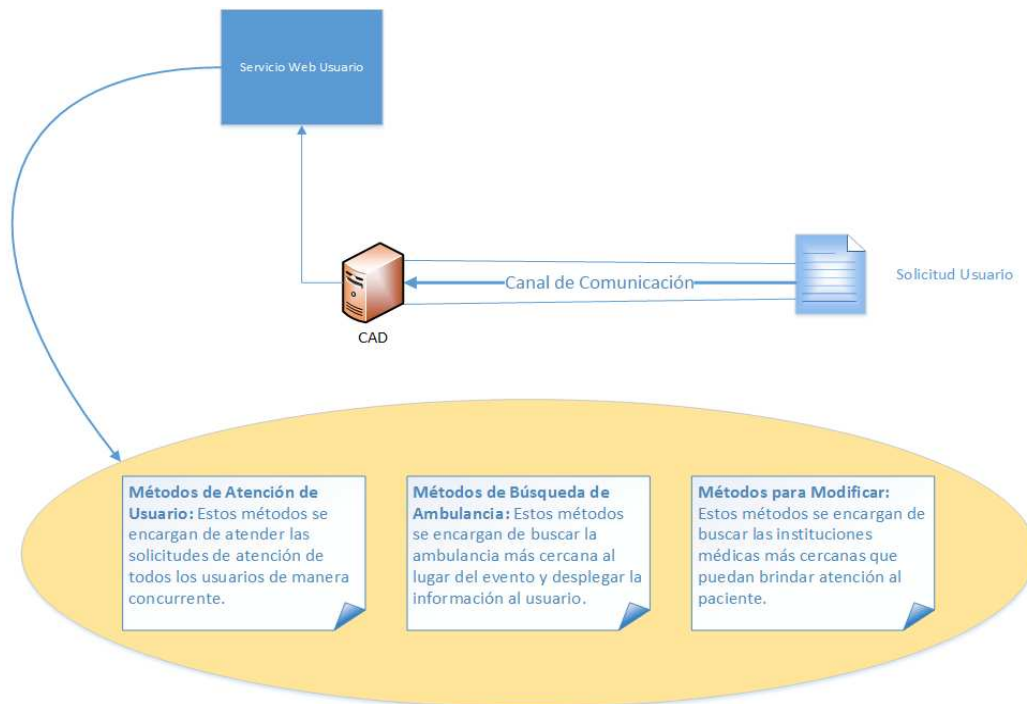 Servicio Web Usuario
Canal de Comunicación
Solicitud Usuario
CAD
Métodos de Atención de
Usuario: Estos métodos se
encargan de atender las
solicitudes de atención de
todos los usuarios de manera
concurrente.
Métodos de Búsqueda de
Ambulancia: Estos métodos
se encargan de buscar la
ambulancia más cercana al
lugar del evento y desplegar la
información al usuario.
Métodos para Modificar:
Estos métodos se encargan de
buscar las instituciones
médicas más cercanas que
puedan brindar atención al
paciente.